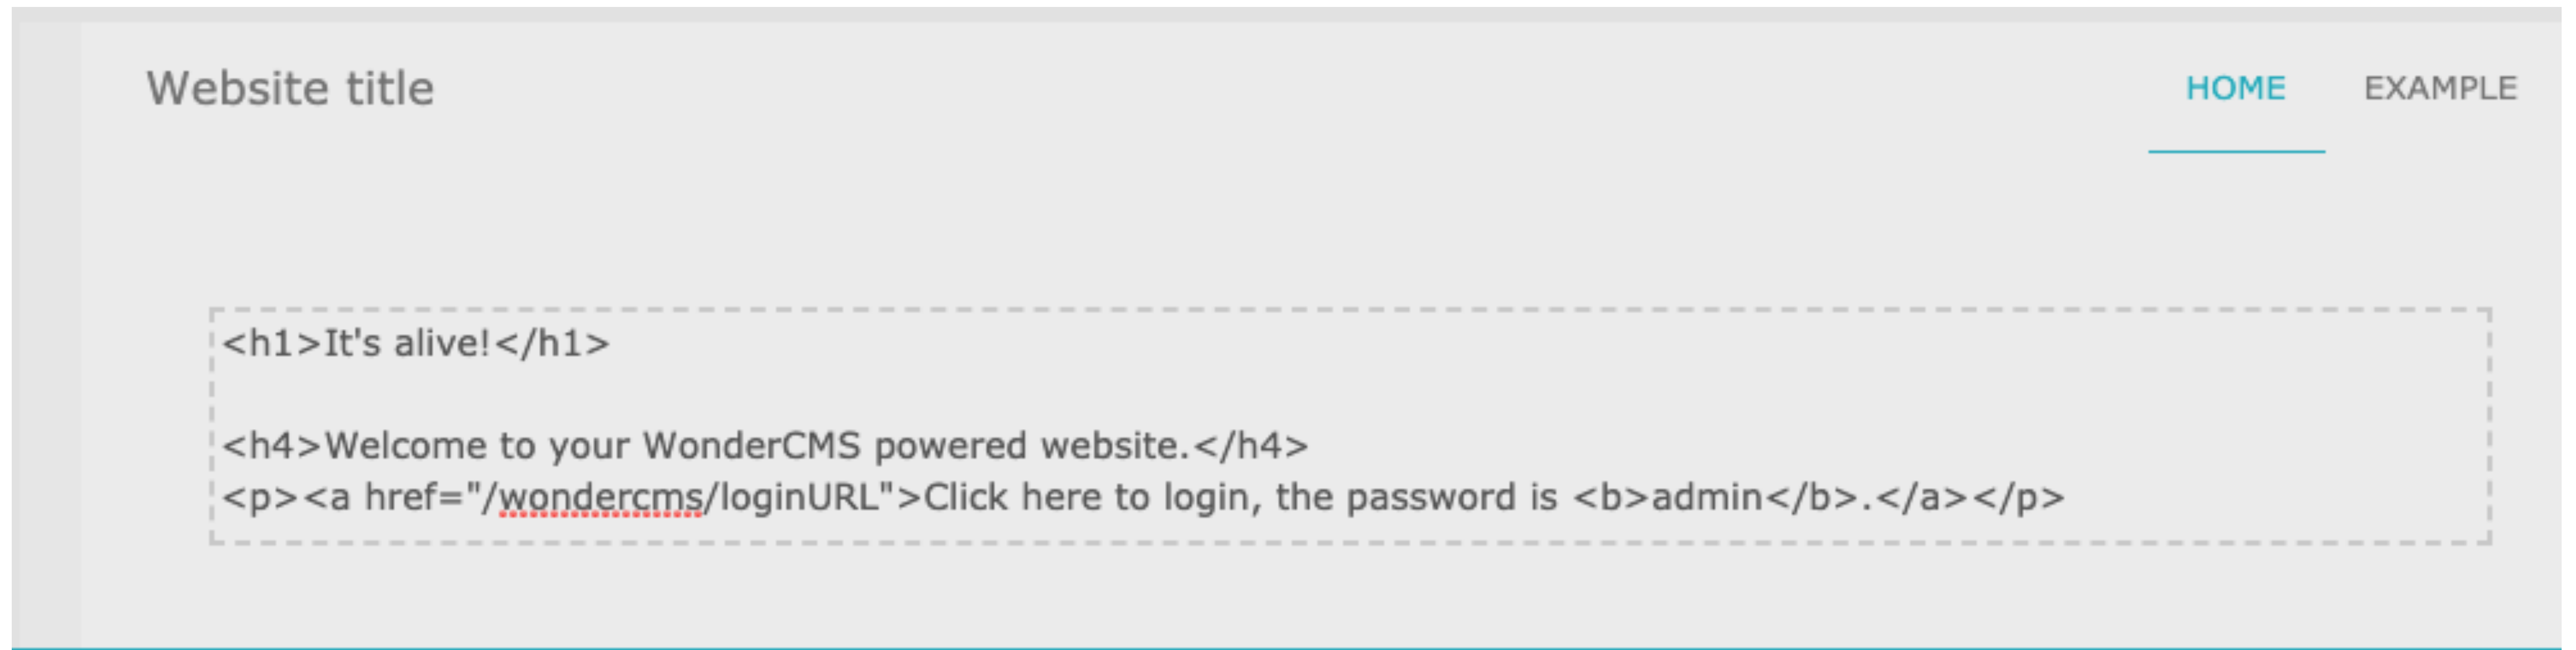 Website title
HOME EXAMPLE
<h1>It's alive!</h1>
<h4>Welcome to your WonderCMS powered website.</h4>
<p><a href="/wondercms/loginURL">Click here to login, the password is <b>admin</b>.</a></p>